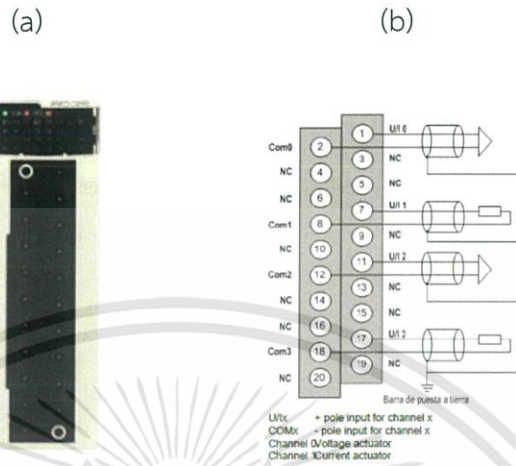 (a)
(b)
1 U/I 0
Com0 2
3 NC
NC 4
5 NC
NC 6
7 U/I 1
Com1 8
9 NC
NC 10
11 U/I 2
Com2 12
13 NC
NC 14
15 NC
NC 16
17 U/I 3
Com3 18
19 NC
NC 20
Barra de puesta a tierra
U/Ix + pole input for channel x
COMx - pole input for channel x
Channel 0Voltage actuator
Channel 1Current actuator